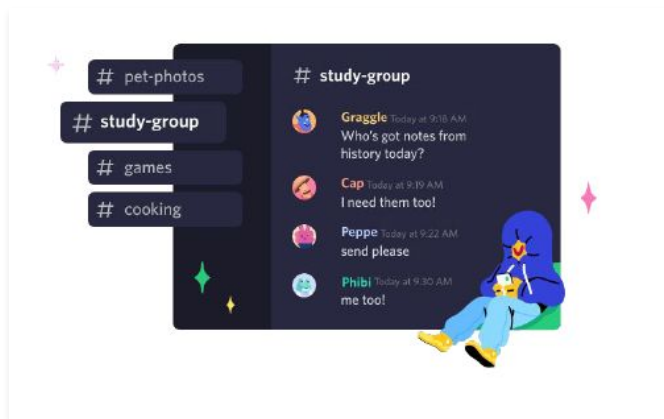 # pet-photos
# study-group
# games
# cooking
# study-group
Graggle Today at 9:18 AM
Who's got notes from
history today?
Cap Today at 9:19 AM
I need them too!
Peppe Today at 9:22 AM
send please
Phibi Today at 9:30 AM
me too!